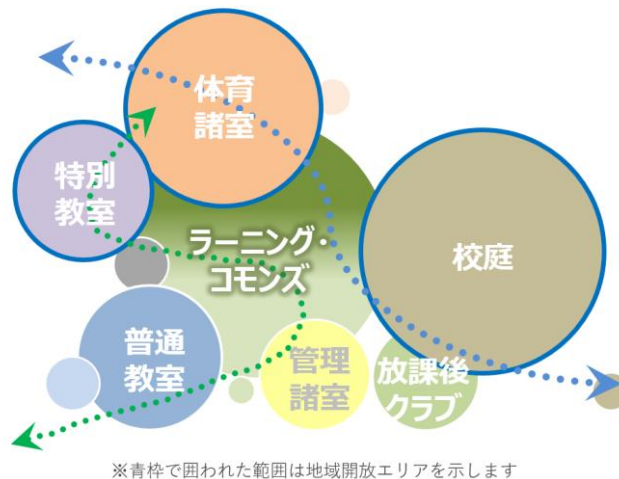 体育
諸室
特別
教室
ラーニング・
コモンズ
校庭
普通
教室
管理
諸室
放課後
クラブ
※青枠で囲われた範囲は地域開放エリアを示します